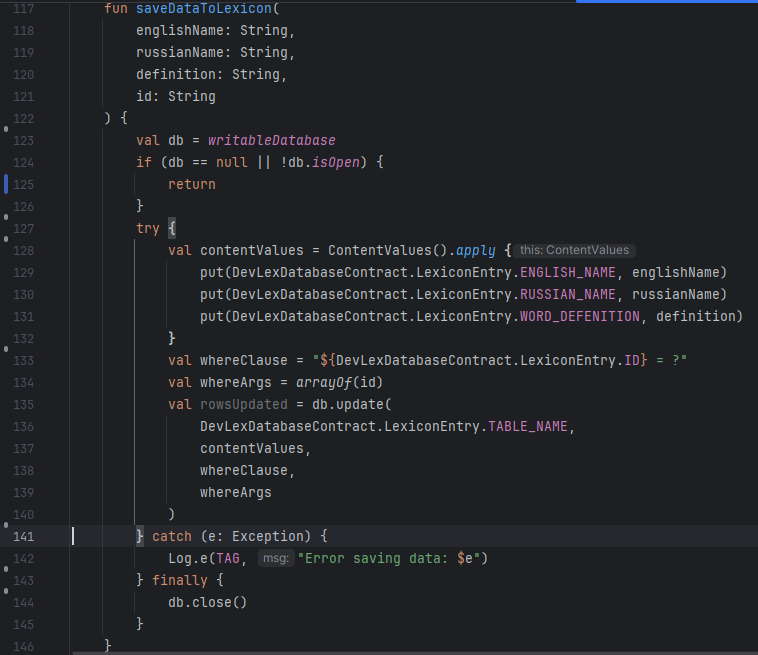 117 fun saveDataToLexicon(
118 englishName: String,
119 russianName: String,
120 definition: String,
121 id: String
122 ) {
123 val db = writableDatabase
124 if (db == null || !db.isOpen) {
125 return
126 }
127 try {
128 val contentValues = ContentValues().apply { this: ContentValues
129 put(DevLexDatabaseContract.LexiconEntry.ENGLISH_NAME, englishName)
130 put(DevLexDatabaseContract.LexiconEntry.RUSSIAN_NAME, russianName)
131 put(DevLexDatabaseContract.LexiconEntry.WORD_DEFENITION, definition)
132 }
133 val whereClause = "${DevLexDatabaseContract.LexiconEntry.ID} = ?"
134 val whereArgs = arrayOf(id)
135 val rowsUpdated = db.update(
136 DevLexDatabaseContract.LexiconEntry.TABLE_NAME,
137 contentValues,
138 whereClause,
139 whereArgs
140 )
141 } catch (e: Exception) {
142 Log.e(TAG, msg: "Error saving data: $e")
143 } finally {
144 db.close()
145 }
146 }